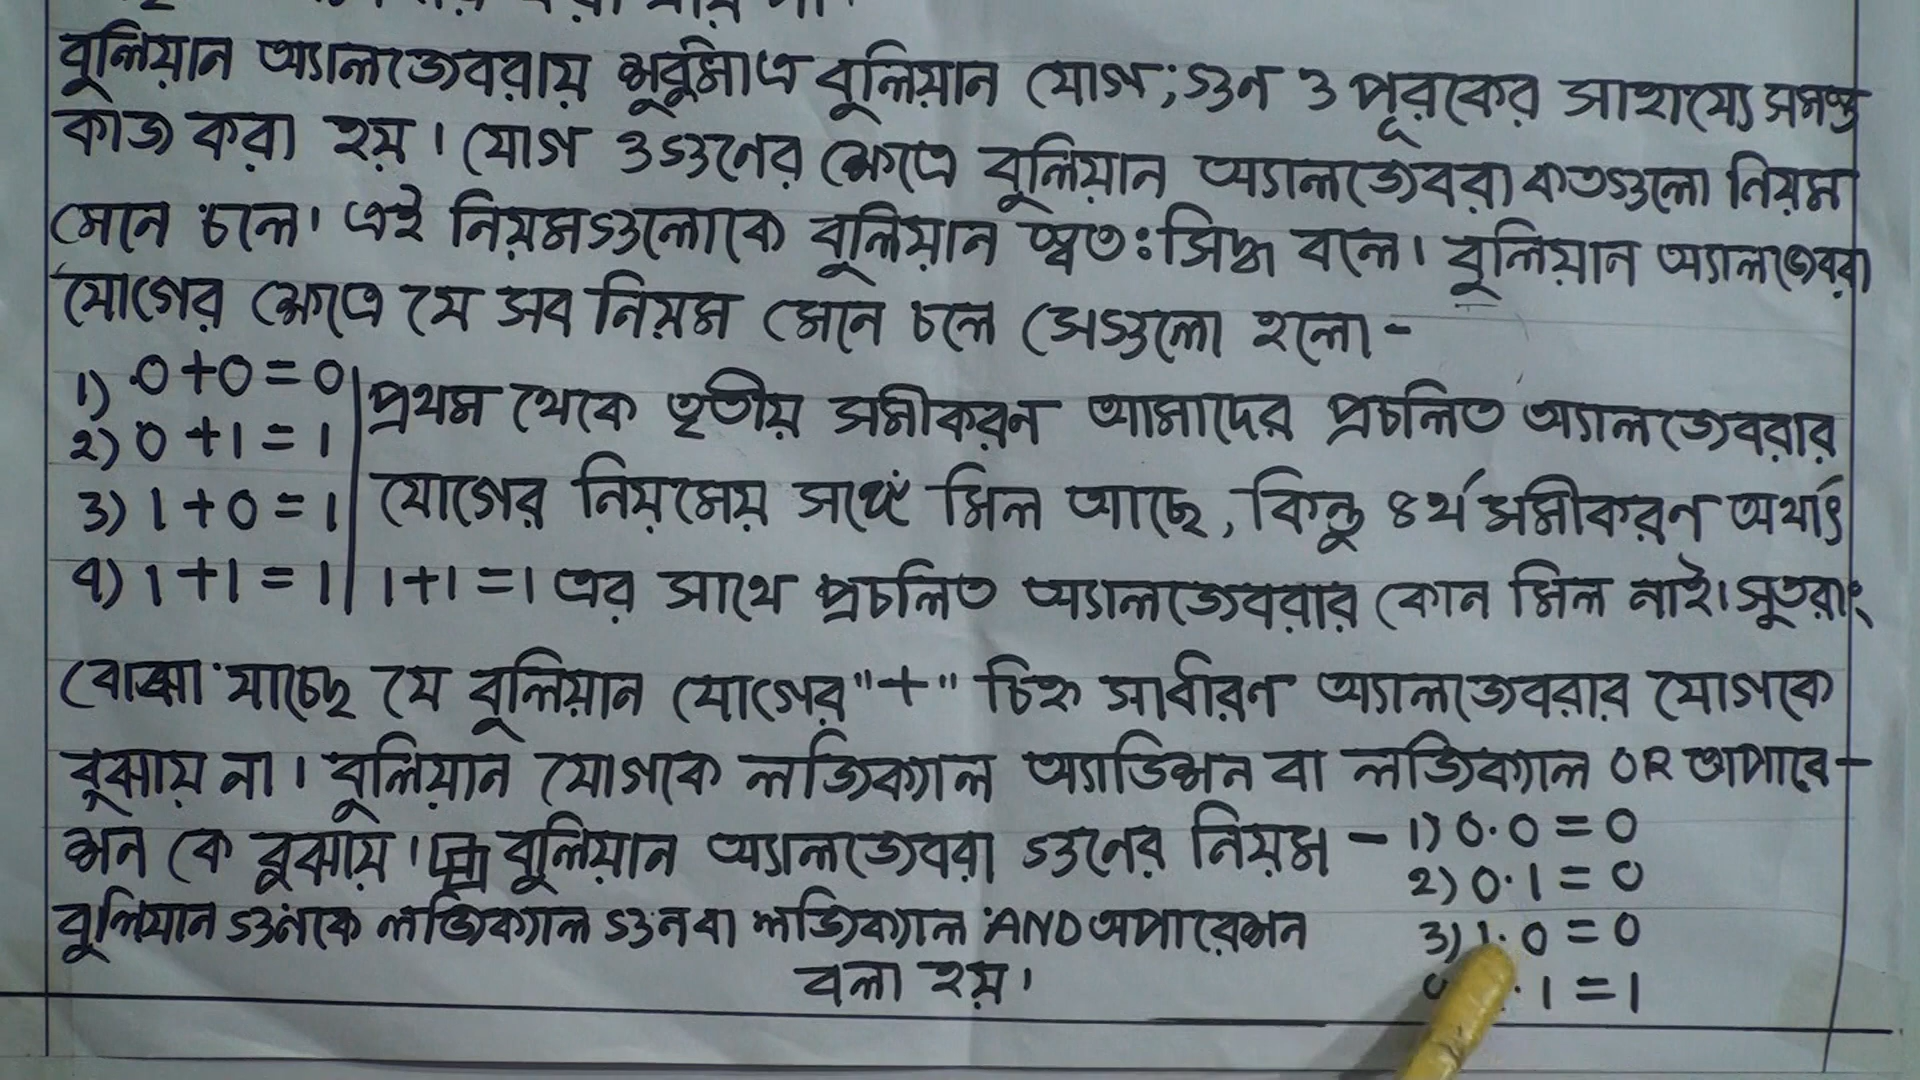 বুলিয়ান অ্যালজেবরায় শুধুমাত্র বুলিয়ান যোগ, গুন ও পূরকের সাহায্যে সমস্ত
কাজ করা হয়। যোগ ও গুনের ক্ষেত্রে বুলিয়ান অ্যালজেবরা কতগুলো নিয়ম
মেনে চলে। এই নিয়মগুলোকে বুলিয়ান স্বতঃসিদ্ধ বলে। বুলিয়ান অ্যালজেবরা
যোগের ক্ষেত্রে যে সব নিয়ম মেনে চলে সেগুলো হলো-
1) 0+0=0
2) 0+1=1
3) 1+0=1
৪) 1+1=1
প্রথম থেকে তৃতীয় সমীকরন আমাদের প্রচলিত অ্যালজেবরার
যোগের নিয়মের সাথে মিল আছে, কিন্তু ৪র্থ সমীকরন অর্থাৎ
1+1=1 এর সাথে প্রচলিত অ্যালজেবরার কোন মিল নাই। সুতরাং
বোঝা যাচ্ছে যে বুলিয়ান যোগের "+" চিহ্ন সাধারন অ্যালজেবরার যোগকে
বুঝায় না। বুলিয়ান যোগকে লজিক্যাল অ্যাডিশন বা লজিক্যাল OR অপারে-
শন কে বুঝায়। বুলিয়ান অ্যালজেবরা গুনের নিয়ম -
1) 0.0=0
2) 0.1=0
3) 1.0=0
.1=1
বুলিয়ান গুনকে লজিক্যাল গুন বা লজিক্যাল AND অপারেশন
বলা হয়।